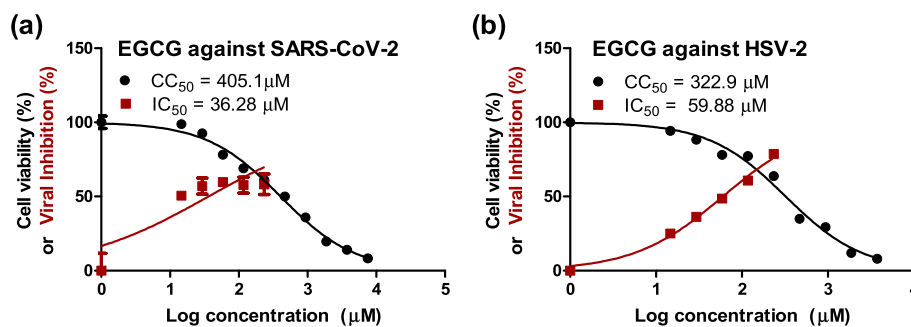 (a)
EGCG against SARS-CoV-2
CC50 = 405.1μM
IC50 = 36.28 μM
Cell viability (%)
or Viral Inhibition (%)
150
100
50
0
0 1 2 3 4 5
Log concentration (μM)
(b)
EGCG against HSV-2
CC50 = 322.9 μM
IC50 = 59.88 μM
Cell viability (%)
or Viral Inhibition (%)
150
100
50
0
0 1 2 3 4
Log concentration (μM)